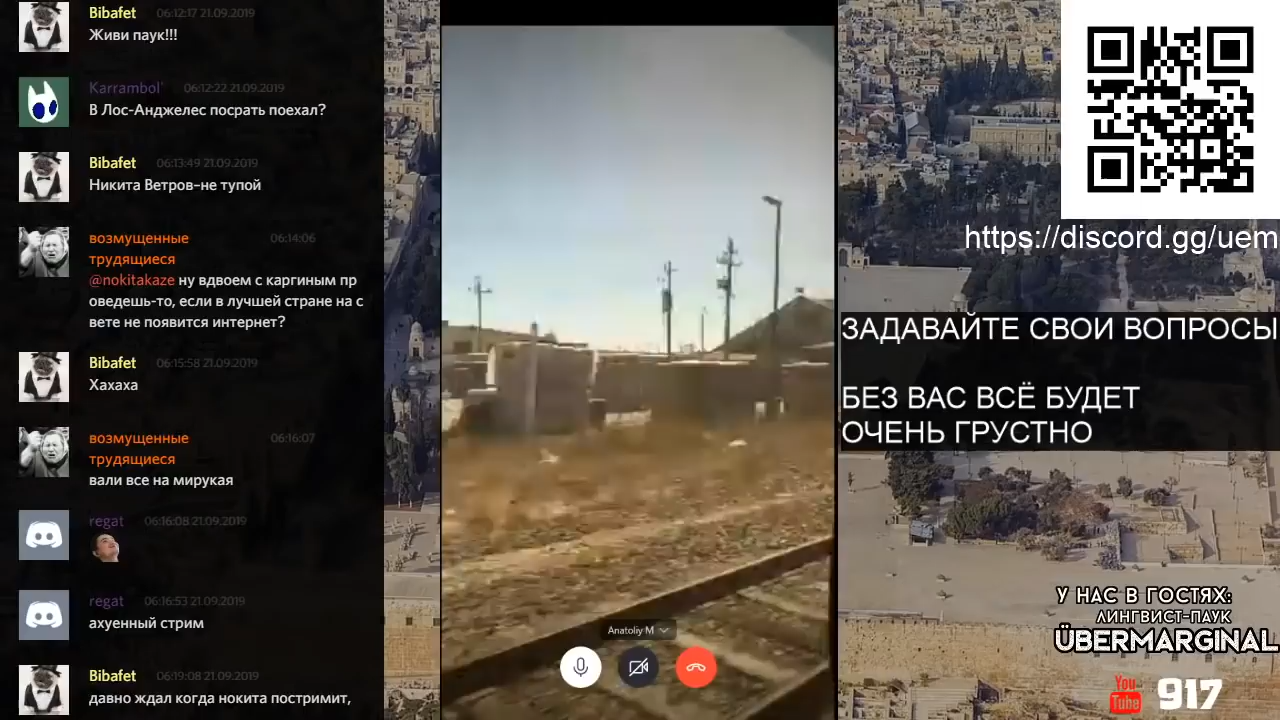 Bibafet 06:12:17 21.09.2019
Живи паук!!!
Karrambol' 06:12:22 21.09.2019
В Лос-Анджелес посрать поехал?
Bibafet 06:13:49 21.09.2019
Никита Ветров-не тупой
возмущенные 06:14:06
трудящиеся
@nokitakaze ну вдвоем с каргиным пр
оведешь-то, если в лучшей стране на с
вете не появится интернет?
Bibafet 06:15:58 21.09.2019
Хахаха
возмущенные 06:16:07
трудящиеся
вали все на мирукая
regat 06:16:08 21.09.2019
regat 06:16:53 21.09.2019
ахуенный стрим
Bibafet 06:19:08 21.09.2019
давно ждал когда нокита постримит,
Anatoliy M
https://discord.gg/uem
ЗАДАВАЙТЕ СВОИ ВОПРОСЫ
БЕЗ ВАС ВСЁ БУДЕТ
ОЧЕНЬ ГРУСТНО
У НАС В ГОСТЯХ:
ЛИНГВИСТ-ПАУК
ÜBERMARGINAL
You
Tube
917